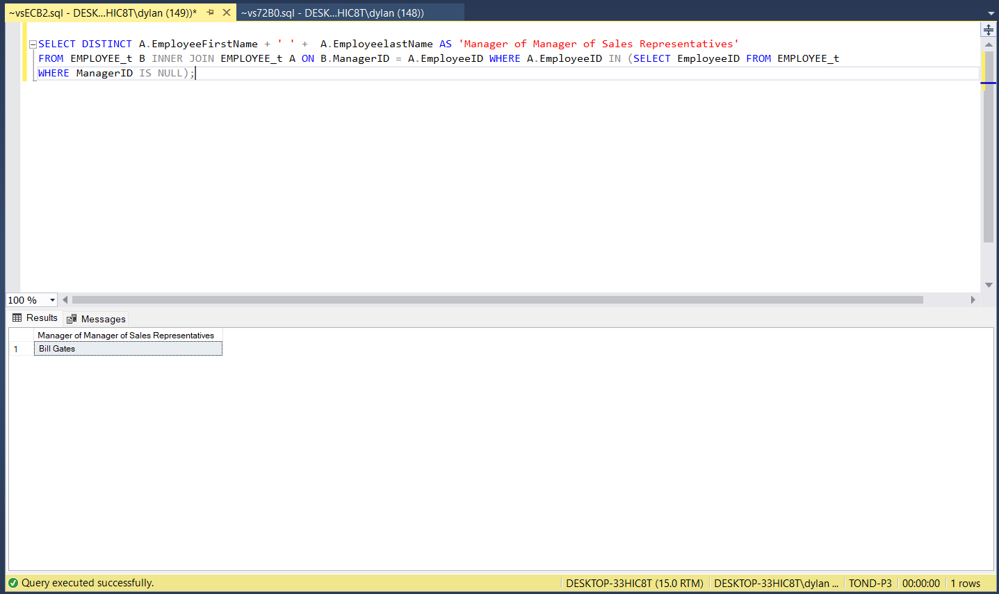 ~vsECB2.sql - DESK...HIC8T\dylan (149))* ~vs72B0.sql - DESK...HIC8T\dylan (148))
SELECT DISTINCT A.EmployeeFirstName + ' ' +  A.EmployeelastName AS 'Manager of Manager of Sales Representatives'
FROM EMPLOYEE_t B INNER JOIN EMPLOYEE_t A ON B.ManagerID = A.EmployeeID WHERE A.EmployeeID IN (SELECT EmployeeID FROM EMPLOYEE_t
WHERE ManagerID IS NULL);
100 %
Results Messages
Manager of Manager of Sales Representatives
1 Bill Gates
Query executed successfully. DESKTOP-33HIC8T (15.0 RTM) DESKTOP-33HIC8T\dylan ... TOND-P3 00:00:00 1 rows